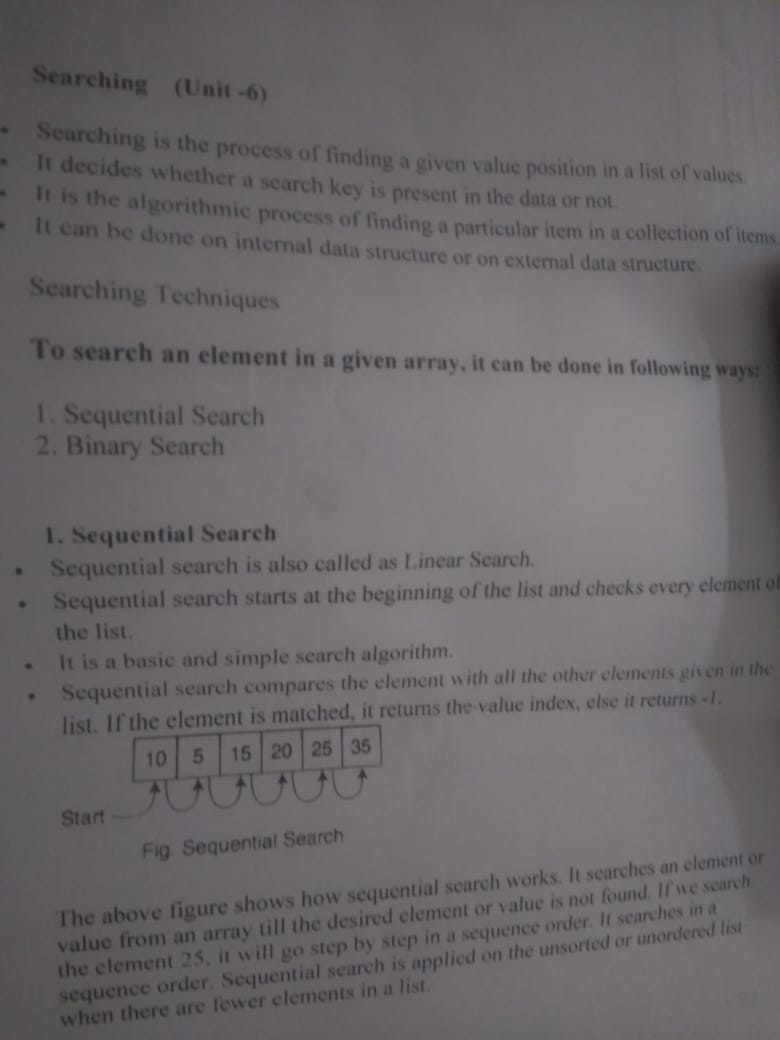 Searching (Unit -6)
• Searching is the process of finding a given value position in a list of values.
• It decides whether a search key is present in the data or not.
• It is the algorithmic process of finding a particular item in a collection of items.
• It can be done on internal data structure or on external data structure.
Searching Techniques
To search an element in a given array, it can be done in following ways:
1. Sequential Search
2. Binary Search
1. Sequential Search
• Sequential search is also called as Linear Search.
• Sequential search starts at the beginning of the list and checks every element of
the list.
• It is a basic and simple search algorithm.
• Sequential search compares the element with all the other elements given in the
list. If the element is matched, it returns the value index, else it returns -1.
10 5 15 20 25 35
Start
Fig. Sequential Search
The above figure shows how sequential search works. It searches an element or
value from an array till the desired element or value is not found. If we search
the element 25, it will go step by step in a sequence order. It searches in a
sequence order. Sequential search is applied on the unsorted or unordered list
when there are fewer elements in a list.